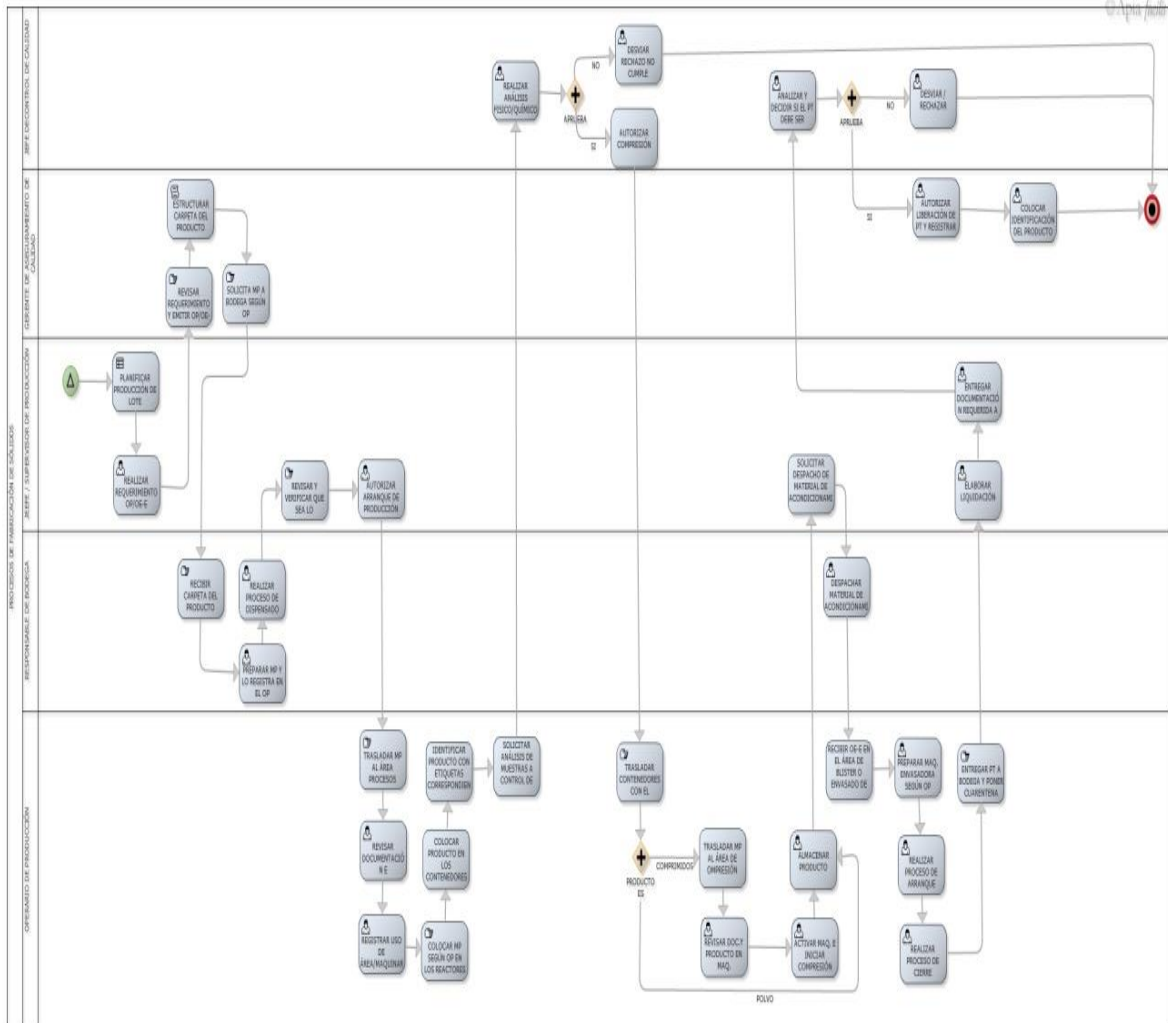 ©Apia facilis
PROCESOS DE FABRICACIÓN DE SÓLIDOS
JEFE DE CONTROL DE CALIDAD
REALIZAR
ANÁLISIS
FISICO/QUÍMICO
APRUEBA
NO
SI
DESVIAR
RECHAZO NO
CUMPLE
AUTORIZAR
COMPRESIÓN
ANALIZAR Y
DECIDIR SI EL PT
DEBE SER
APRUEBA
NO
SI
DESVIAR /
RECHAZAR
GERENTE DE ASEGURAMIENTO DE
CALIDAD
ESTRUCTURAR
CARPETA DEL
PRODUCTO
REVISAR
REQUERIMIENTO
Y EMITIR OP/OE-
SOLICITA MP A
BODEGA SEGÚN
OP
AUTORIZAR
LIBERACIÓN DE
PT Y REGISTRAR
COLOCAR
IDENTIFICACIÓN
DEL PRODUCTO
JEEFE / SUPERVISOR DE PRODUCCIÓN
PLANIFICAR
PRODUCCIÓN DE
LOTE
REALIZAR
REQUERIMIENTO
OP/OE-E
REVISAR Y
VERIFICAR QUE
SEA LO
AUTORIZAR
ARRANQUE DE
PRODUCCIÓN
SOLICITAR
DESPACHO DE
MATERIAL DE
ACONDICIONAMI
ENTREGAR
DOCUMENTACIÓ
N REQUERIDA A
ELABORAR
LIQUIDACIÓN
RESPONSABLE DE BODEGA
RECIBIR
CARPETA DEL
PRODUCTO
REALIZAR
PROCESO DE
DISPENSADO
PREPARAR MP Y
LO REGISTRA EN
EL OP
DESPACHAR
MATERIAL DE
ACONDICIONAMI
OPERARIO DE PRODUCCIÓN
TRASLADAR MP
AL ÁREA
PROCESOS
REVISAR
DOCUMENTACIÓ
N E
REGISTRAR USO
DE
ÁREA/MAQUINAR
COLOCAR MP
SEGÚN OP EN
LOS REACTORES
COLOCAR
PRODUCTO EN
LOS
CONTENEDORES
IDENTIFICAR
PRODUCTO CON
ETIQUETAS
CORRESPONDIEN
SOLICITAR
ANÁLISIS DE
MUESTRAS A
CONTROL DE
TRASLADAR
CONTENEDORES
CON EL
PRODUCTO
ES
COMPRIMIDOS
POLVO
TRASLADAR MP
AL ÁREA DE
OMPRESIÓN
REVISAR DOC.Y
PRODUCTO EN
MAQ.
ACTIVAR MAQ. E
INICIAR
COMPRESIÓN
ALMACENAR
PRODUCTO
RECIBIR OE-E EN
EL ÁREA DE
BLISTER O
ENVASADO DE
PREPARAR MAQ.
ENVASADORA
SEGÚN OP
REALIZAR
PROCESO DE
ARRANQUE
REALIZAR
PROCESO DE
CIERRE
ENTREGAR PT A
BODEGA Y PONER
CUARENTENA